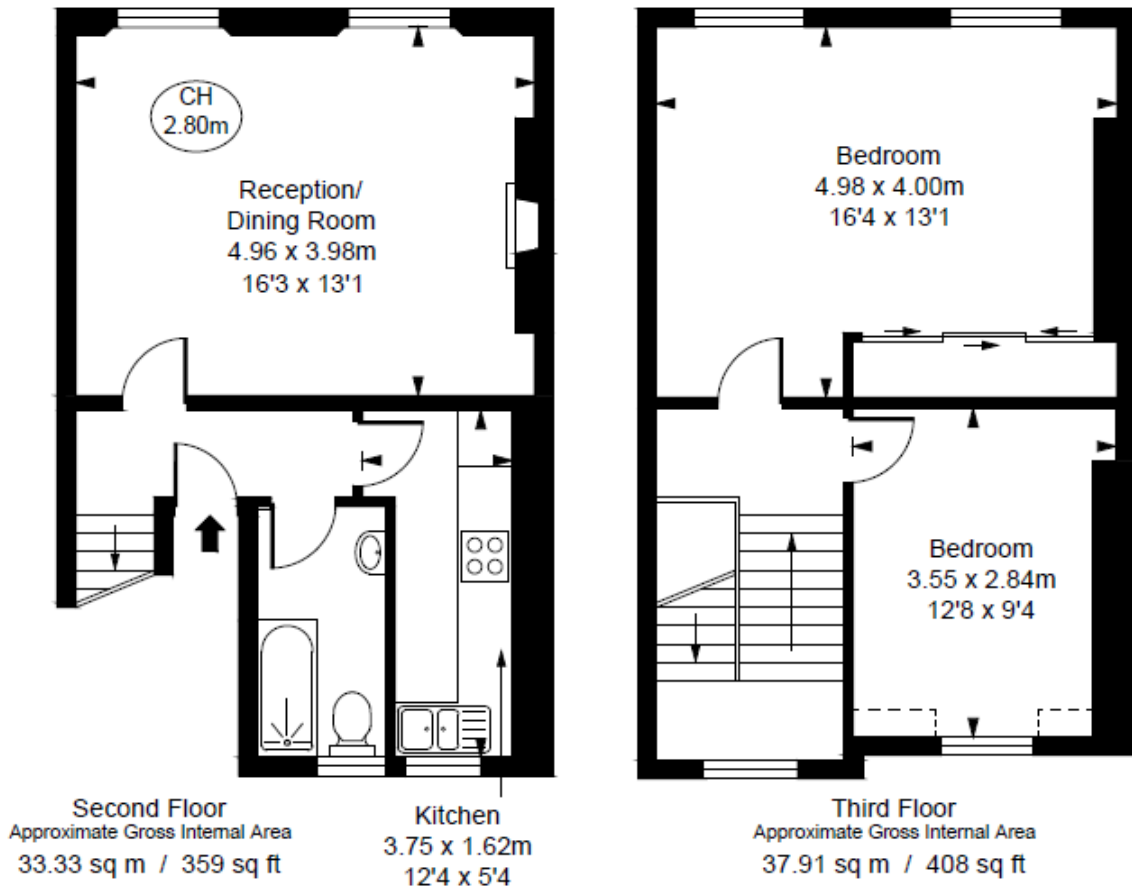 CH
2.80m
Reception/
Dining Room
4.96 x 3.98m
16'3 x 13'1
Second Floor
Approximate Gross Internal Area
33.33 sq m / 359 sq ft
Kitchen
3.75 x 1.62m
12'4 x 5'4
Bedroom
4.98 x 4.00m
16'4 x 13'1
Bedroom
3.55 x 2.84m
12'8 x 9'4
Third Floor
Approximate Gross Internal Area
37.91 sq m / 408 sq ft